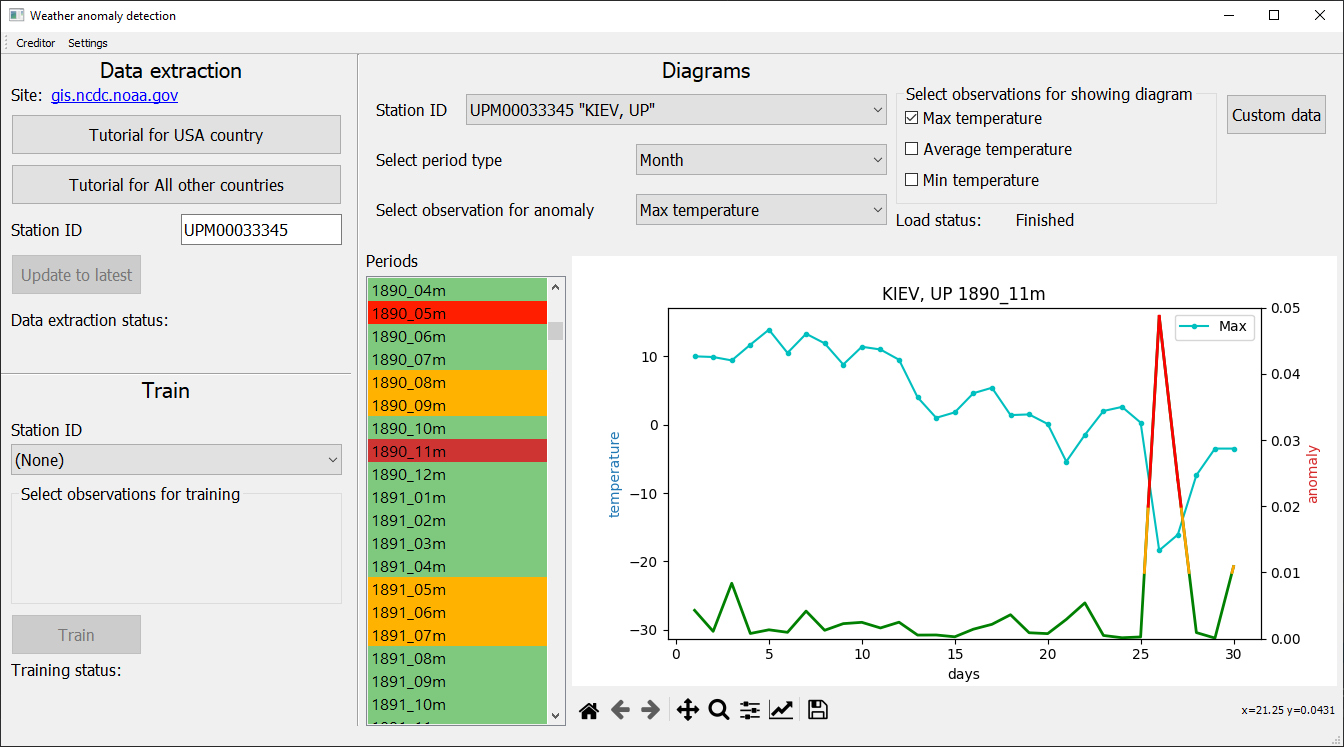 Weather anomaly detection
Creditor Settings
Data extraction
Site: gis.ncdc.noaa.gov
Tutorial for USA country
Tutorial for All other countries
Station ID UPM00033345
Update to latest
Data extraction status:
Train
Station ID
(None)
Select observations for training
Train
Training status:
Diagrams
Station ID UPM00033345 "KIEV, UP"
Select period type Month
Select observation for anomaly Max temperature
Select observations for showing diagram
Max temperature
Average temperature
Min temperature
Custom data
Load status: Finished
Periods
1890_04m
1890_05m
1890_06m
1890_07m
1890_08m
1890_09m
1890_10m
1890_11m
1890_12m
1891_01m
1891_02m
1891_03m
1891_04m
1891_05m
1891_06m
1891_07m
1891_08m
1891_09m
1891_10m
KIEV, UP 1890_11m
Max
temperature
10
0
−10
−20
−30
0 5 10 15 20 25 30
days
0.05
0.04
0.03
0.02
0.01
0.00
anomaly
x=21.25 y=0.0431